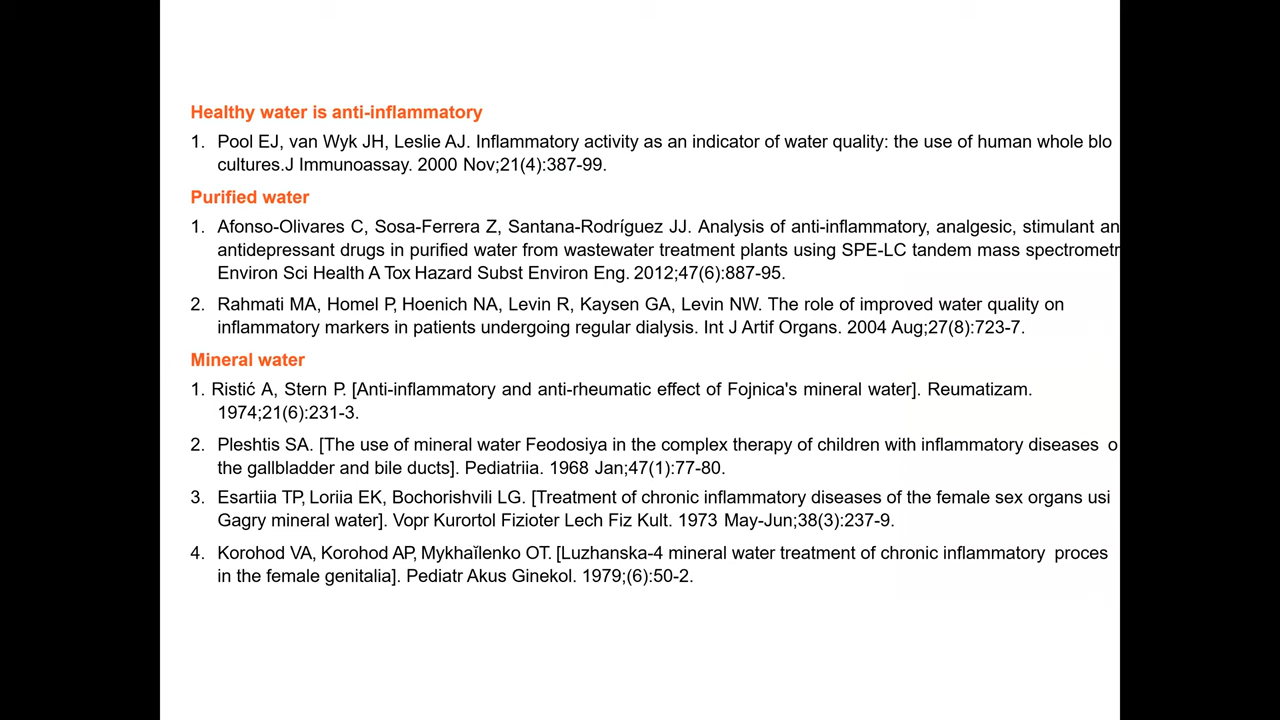 Healthy water is anti-inflammatory
1. Pool EJ, van Wyk JH, Leslie AJ. Inflammatory activity as an indicator of water quality: the use of human whole blo
cultures.J Immunoassay. 2000 Nov;21(4):387-99.
Purified water
1. Afonso-Olivares C, Sosa-Ferrera Z, Santana-Rodríguez JJ. Analysis of anti-inflammatory, analgesic, stimulant an
antidepressant drugs in purified water from wastewater treatment plants using SPE-LC tandem mass spectrometr
Environ Sci Health A Tox Hazard Subst Environ Eng. 2012;47(6):887-95.
2. Rahmati MA, Homel P, Hoenich NA, Levin R, Kaysen GA, Levin NW. The role of improved water quality on
inflammatory markers in patients undergoing regular dialysis. Int J Artif Organs. 2004 Aug;27(8):723-7.
Mineral water
1. Ristić A, Stern P. [Anti-inflammatory and anti-rheumatic effect of Fojnica's mineral water]. Reumatizam.
1974;21(6):231-3.
2. Pleshtis SA. [The use of mineral water Feodosiya in the complex therapy of children with inflammatory diseases o
the gallbladder and bile ducts]. Pediatriia. 1968 Jan;47(1):77-80.
3. Esartiia TP, Loriia EK, Bochorishvili LG. [Treatment of chronic inflammatory diseases of the female sex organs usi
Gagry mineral water]. Vopr Kurortol Fizioter Lech Fiz Kult. 1973 May-Jun;38(3):237-9.
4. Korohod VA, Korohod AP, Mykhaĭlenko OT. [Luzhanska-4 mineral water treatment of chronic inflammatory proces
in the female genitalia]. Pediatr Akus Ginekol. 1979;(6):50-2.